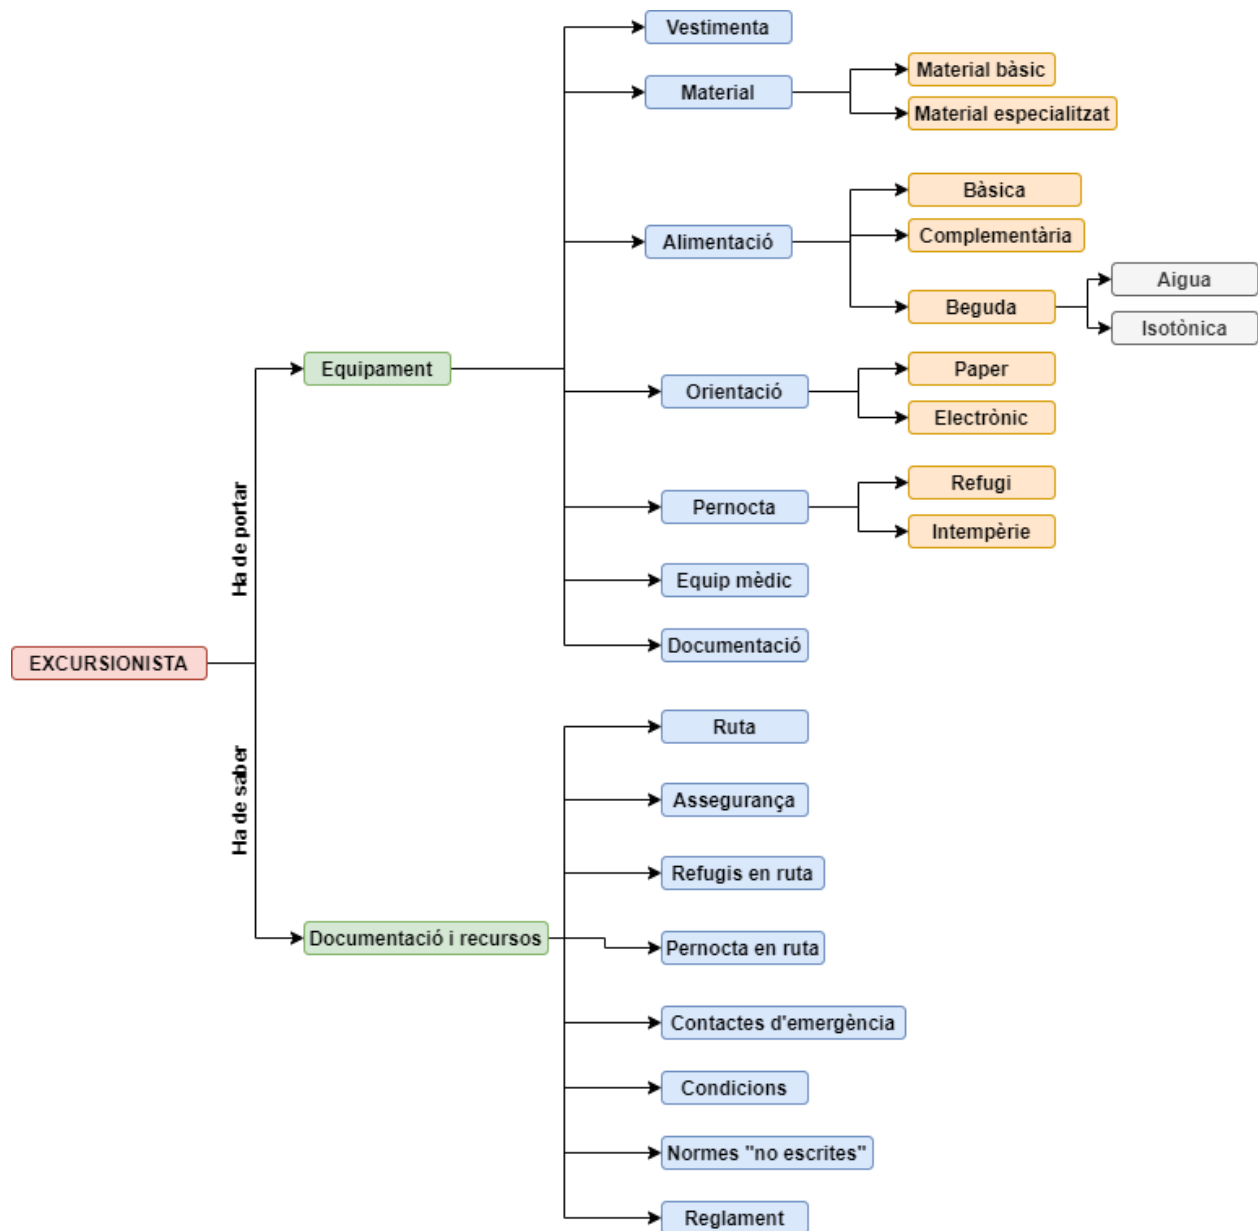 EXCURSIONISTA
Ha de portar
Equipament
Vestimenta
Material
Material bàsic
Material especialitzat
Alimentació
Bàsica
Complementària
Beguda
Aigua
Isotònica
Orientació
Paper
Electrònic
Pernocta
Refugi
Intempèrie
Equip mèdic
Documentació
Ha de saber
Documentació i recursos
Ruta
Assegurança
Refugis en ruta
Pernocta en ruta
Contactes d'emergència
Condicions
Normes "no escrites"
Reglament